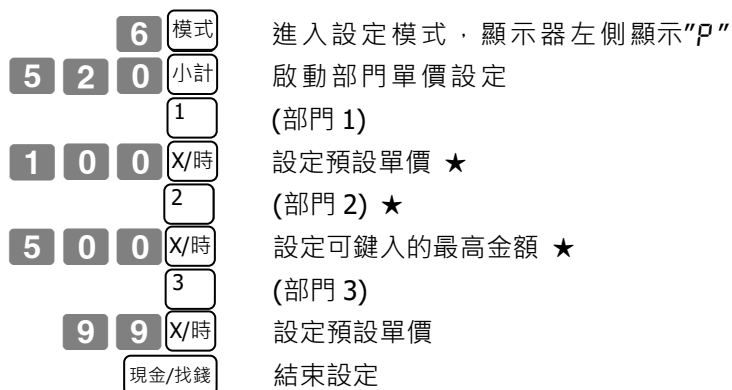 6 模式 進入設定模式，顯示器左側顯示"P"
5 2 0 小計 啟動部門單價設定
1 (部門 1)
1 0 0 X/時 設定預設單價 ★
2 (部門 2) ★
5 0 0 X/時 設定可鍵入的最高金額 ★
3 (部門 3)
9 9 X/時 設定預設單價
現金/找錢 結束設定